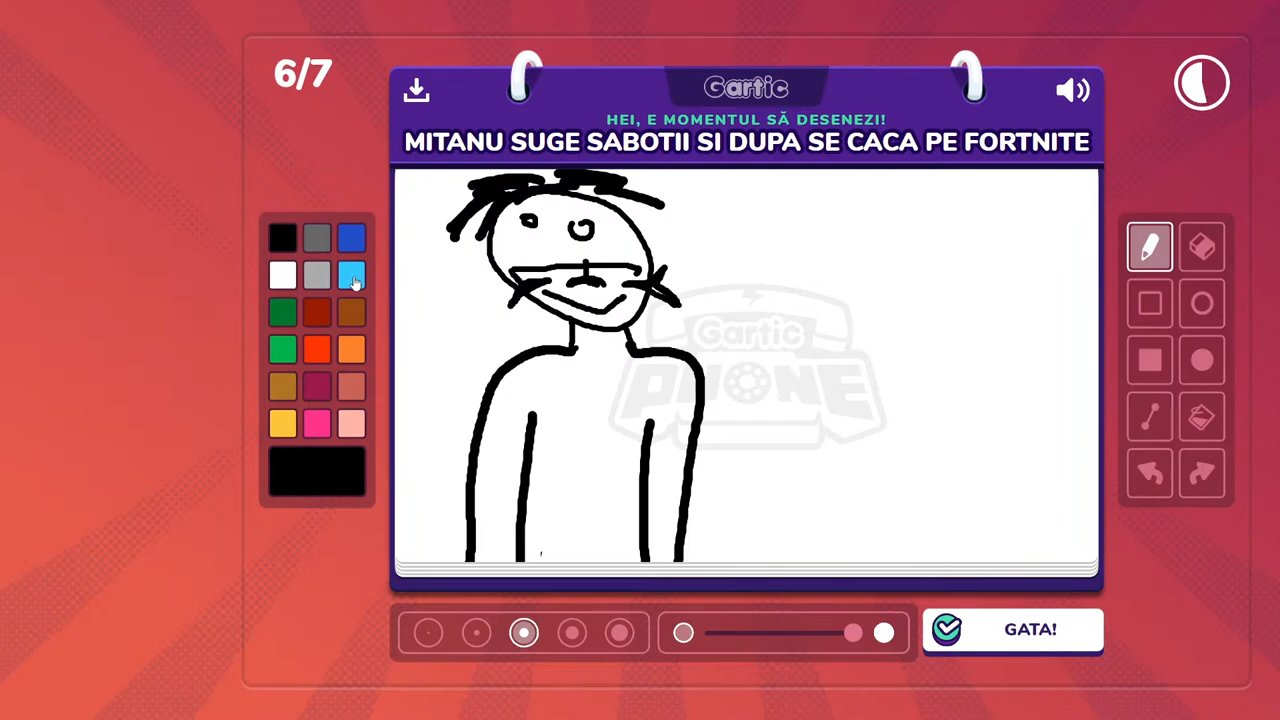 6/7
Gartic
HEI, E MOMENTUL SĂ DESENEZI!
MITANU SUGE SABOTII SI DUPA SE CACA PE FORTNITE
Gartic
PHONE
GATA!